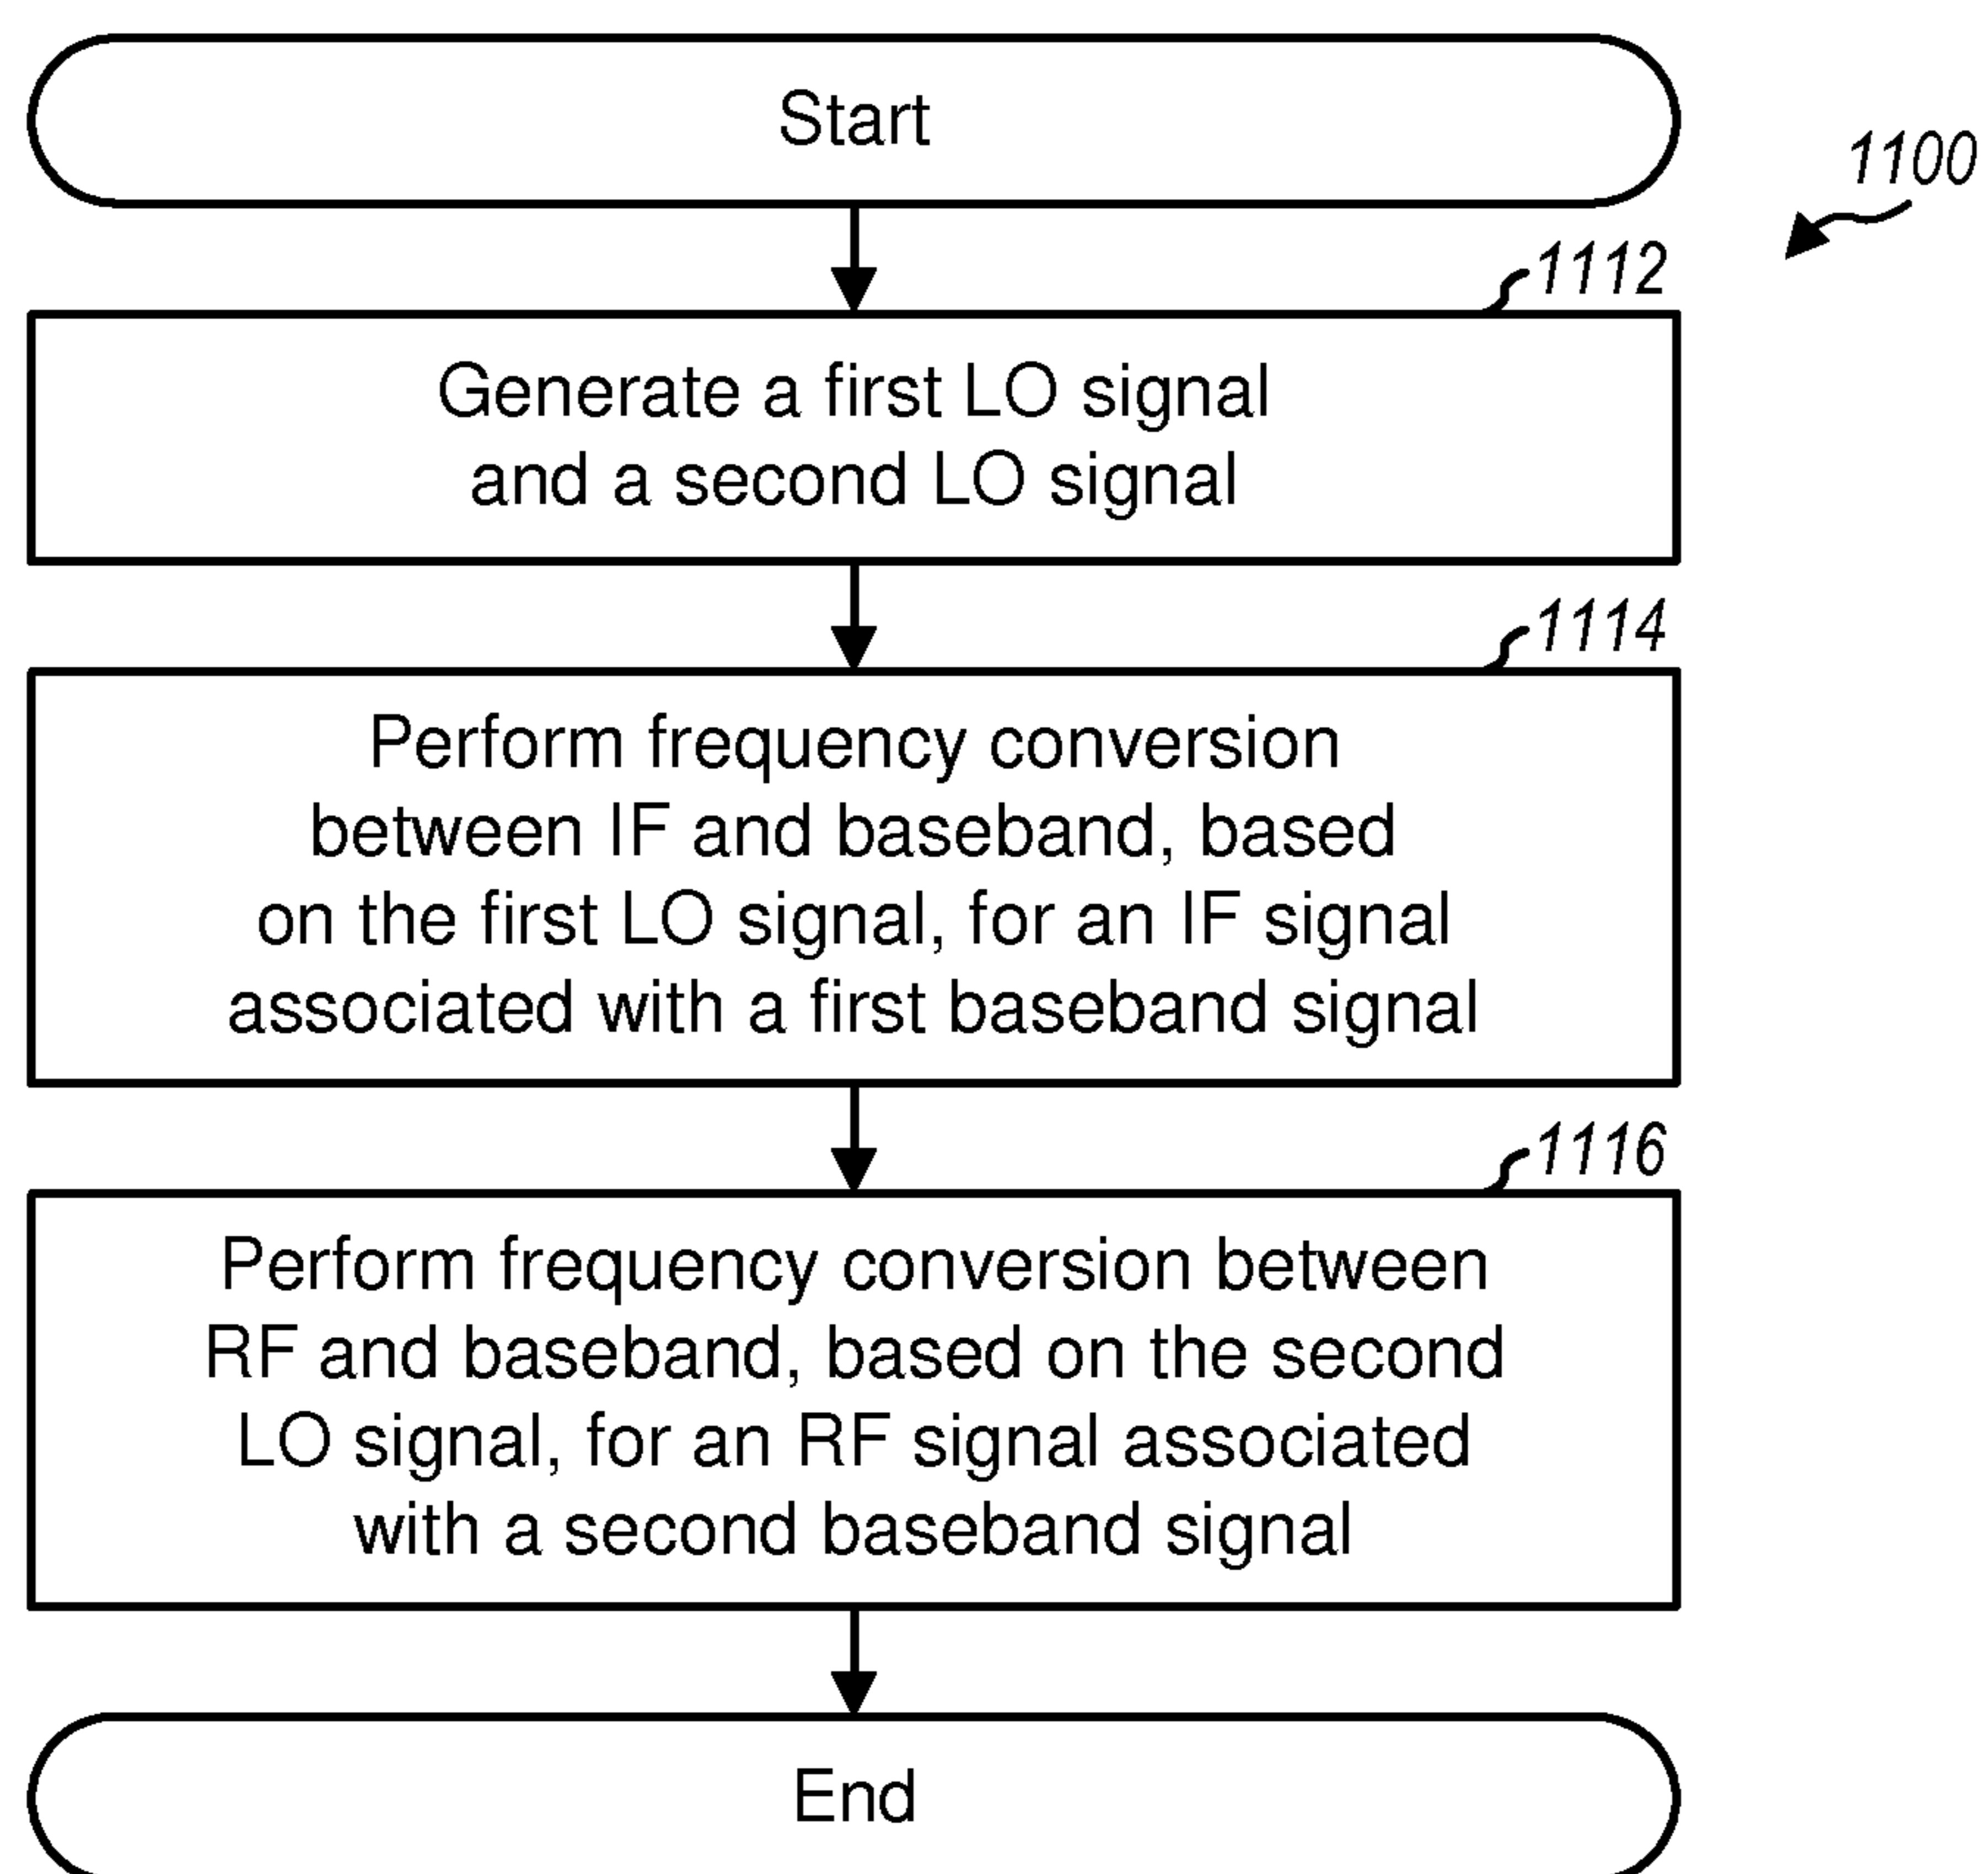 Start
1100
1112
Generate a first LO signal
and a second LO signal
1114
Perform frequency conversion
between IF and baseband, based
on the first LO signal, for an IF signal
associated with a first baseband signal
1116
Perform frequency conversion between
RF and baseband, based on the second
LO signal, for an RF signal associated
with a second baseband signal
End